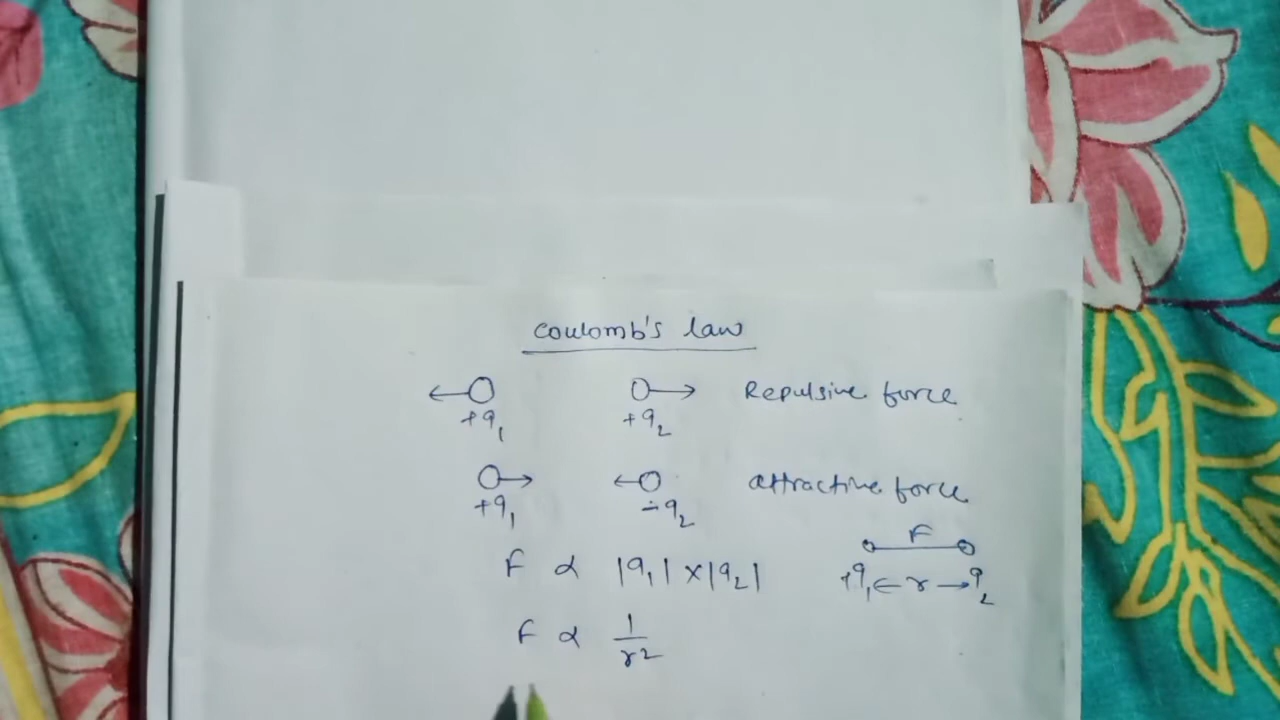 Coulomb's law
+q1 +q2 Repulsive force
+q1 -q2 attractive force
F
F ∝ |q1| × |q2| +q1 ← r → q2
F ∝ 1/r2